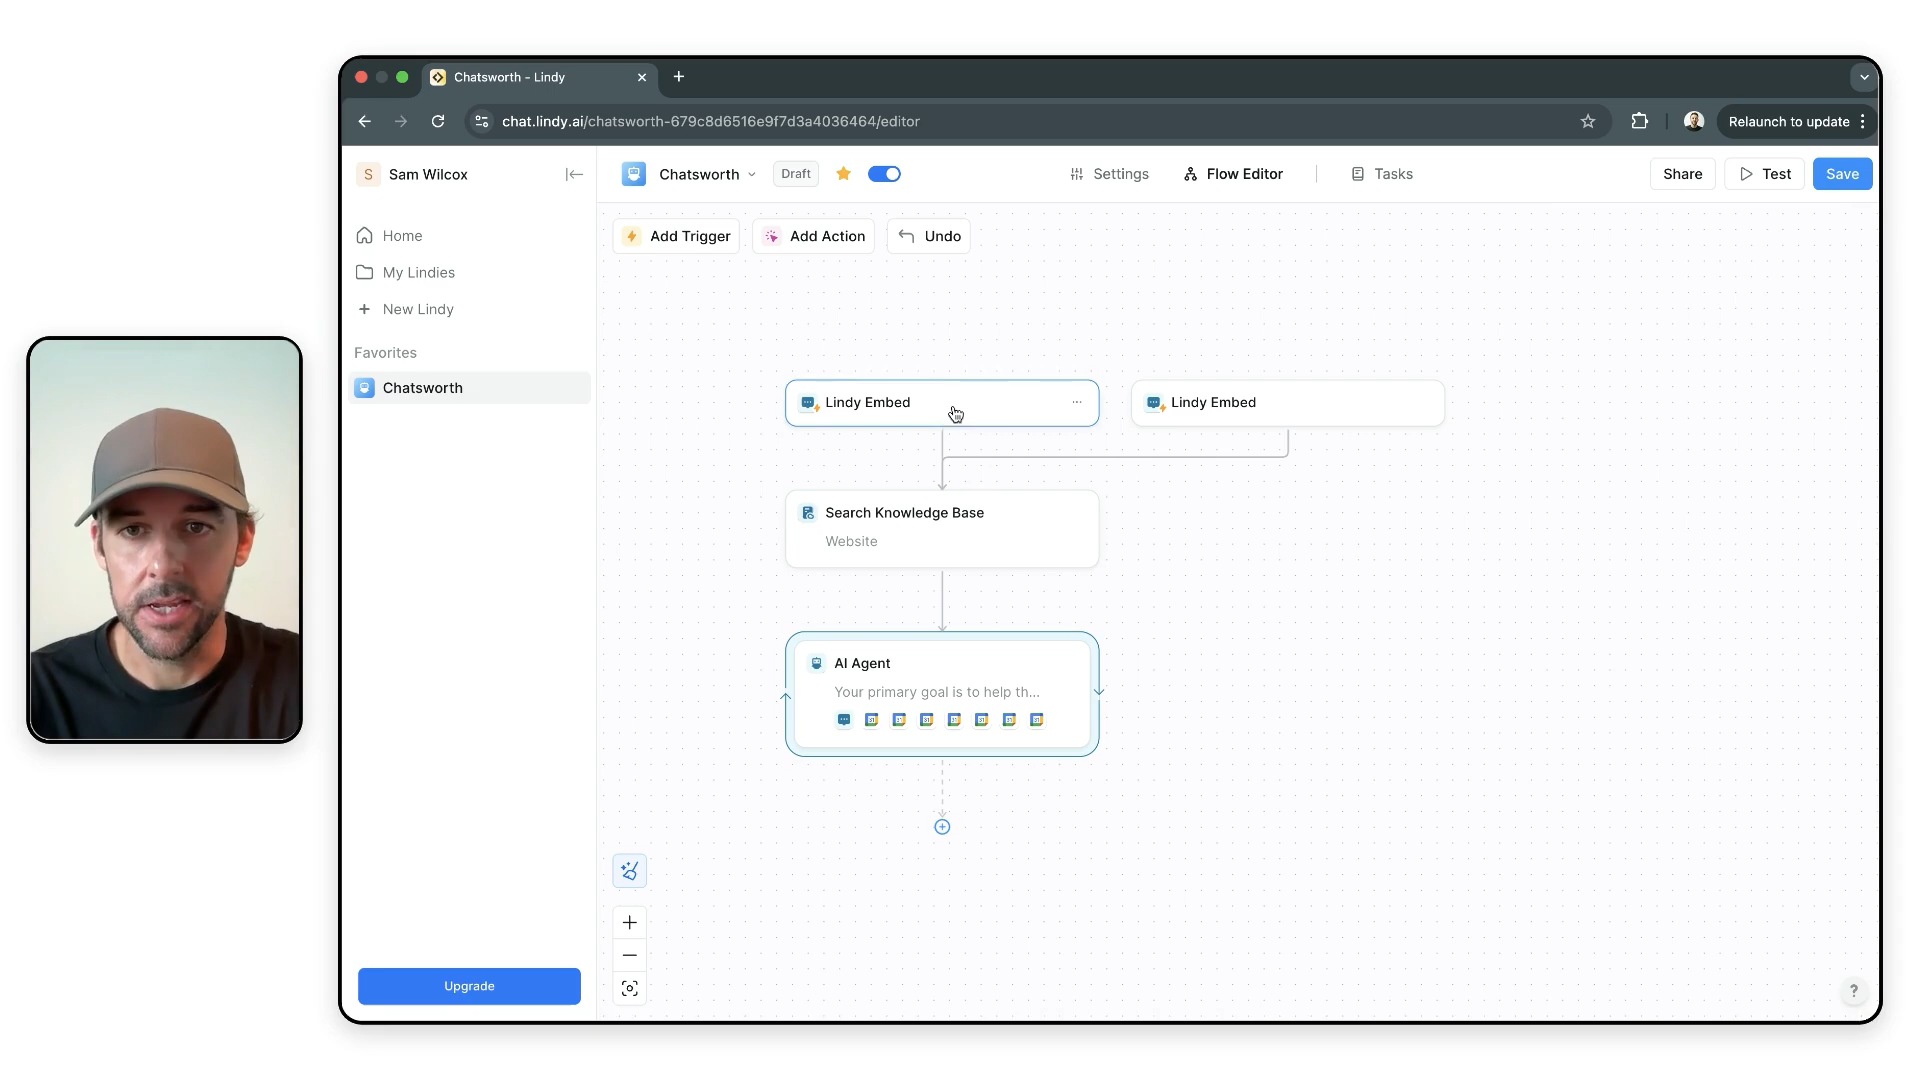 Chatsworth - Lindy
chat.lindy.ai/chatsworth-679c8d6516e9f7d3a4036464/editor
Relaunch to update
S Sam Wilcox
Chatsworth
Draft
Settings
Flow Editor
Tasks
Share
Test
Save
Home
My Lindies
New Lindy
Favorites
Chatsworth
Upgrade
Add Trigger
Add Action
Undo
Lindy Embed
Lindy Embed
Search Knowledge Base
Website
AI Agent
Your primary goal is to help th...
?